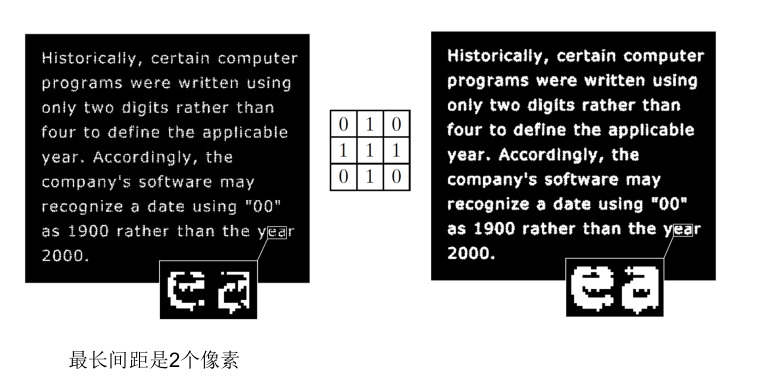 Historically, certain computer
programs were written using
only two digits rather than
four to define the applicable
year. Accordingly, the
company's software may
recognize a date using "00"
as 1900 rather than the year
2000.
ea
0 1 0
1 1 1
0 1 0
Historically, certain computer
programs were written using
only two digits rather than
four to define the applicable
year. Accordingly, the
company's software may
recognize a date using "00"
as 1900 rather than the year
2000.
ea
最长间距是2个像素